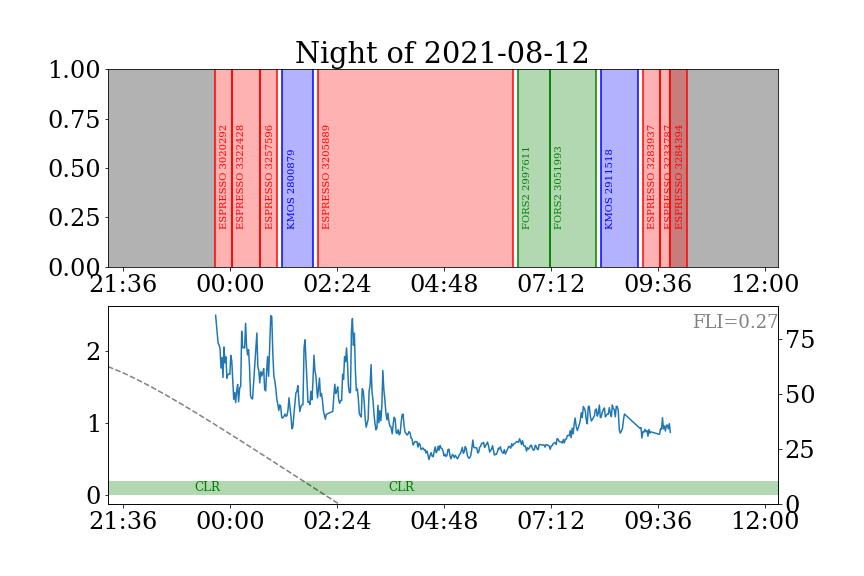 Night of 2021-08-12
1.00
0.75
0.50
0.25
0.00
ESPRESSO 3020292
ESPRESSO 3322428
ESPRESSO 3257596
KMOS 2800879
ESPRESSO 3205889
FORS2 2997611
FORS2 3051993
KMOS 2911518
ESPRESSO 3283937
ESPRESSO 3233787
ESPRESSO 3284394
21:36 00:00 02:24 04:48 07:12 09:36 12:00
FLI=0.27
2
1
0
75
50
25
0
CLR CLR
21:36 00:00 02:24 04:48 07:12 09:36 12:00